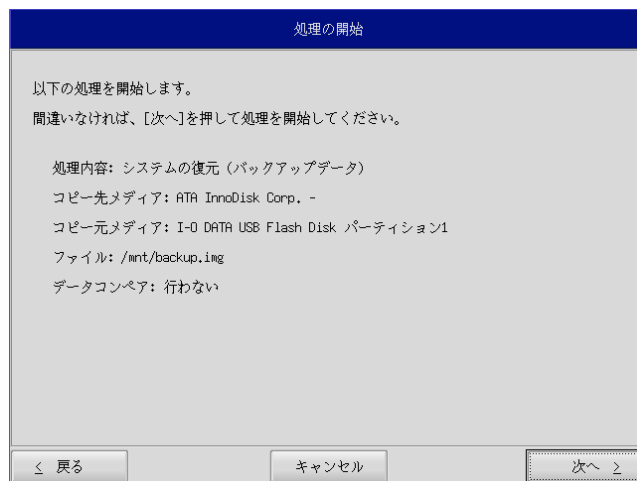 処理の開始
以下の処理を開始します。
間違いなければ、[次へ]を押して処理を開始してください。
処理内容: システムの復元 (バックアップデータ)
コピー先メディア: ATA InnoDisk Corp. -
コピー元メディア: I-O DATA USB Flash Disk パーティション1
ファイル: /mnt/backup.img
データコンペア: 行わない
< 戻る
キャンセル
次へ >